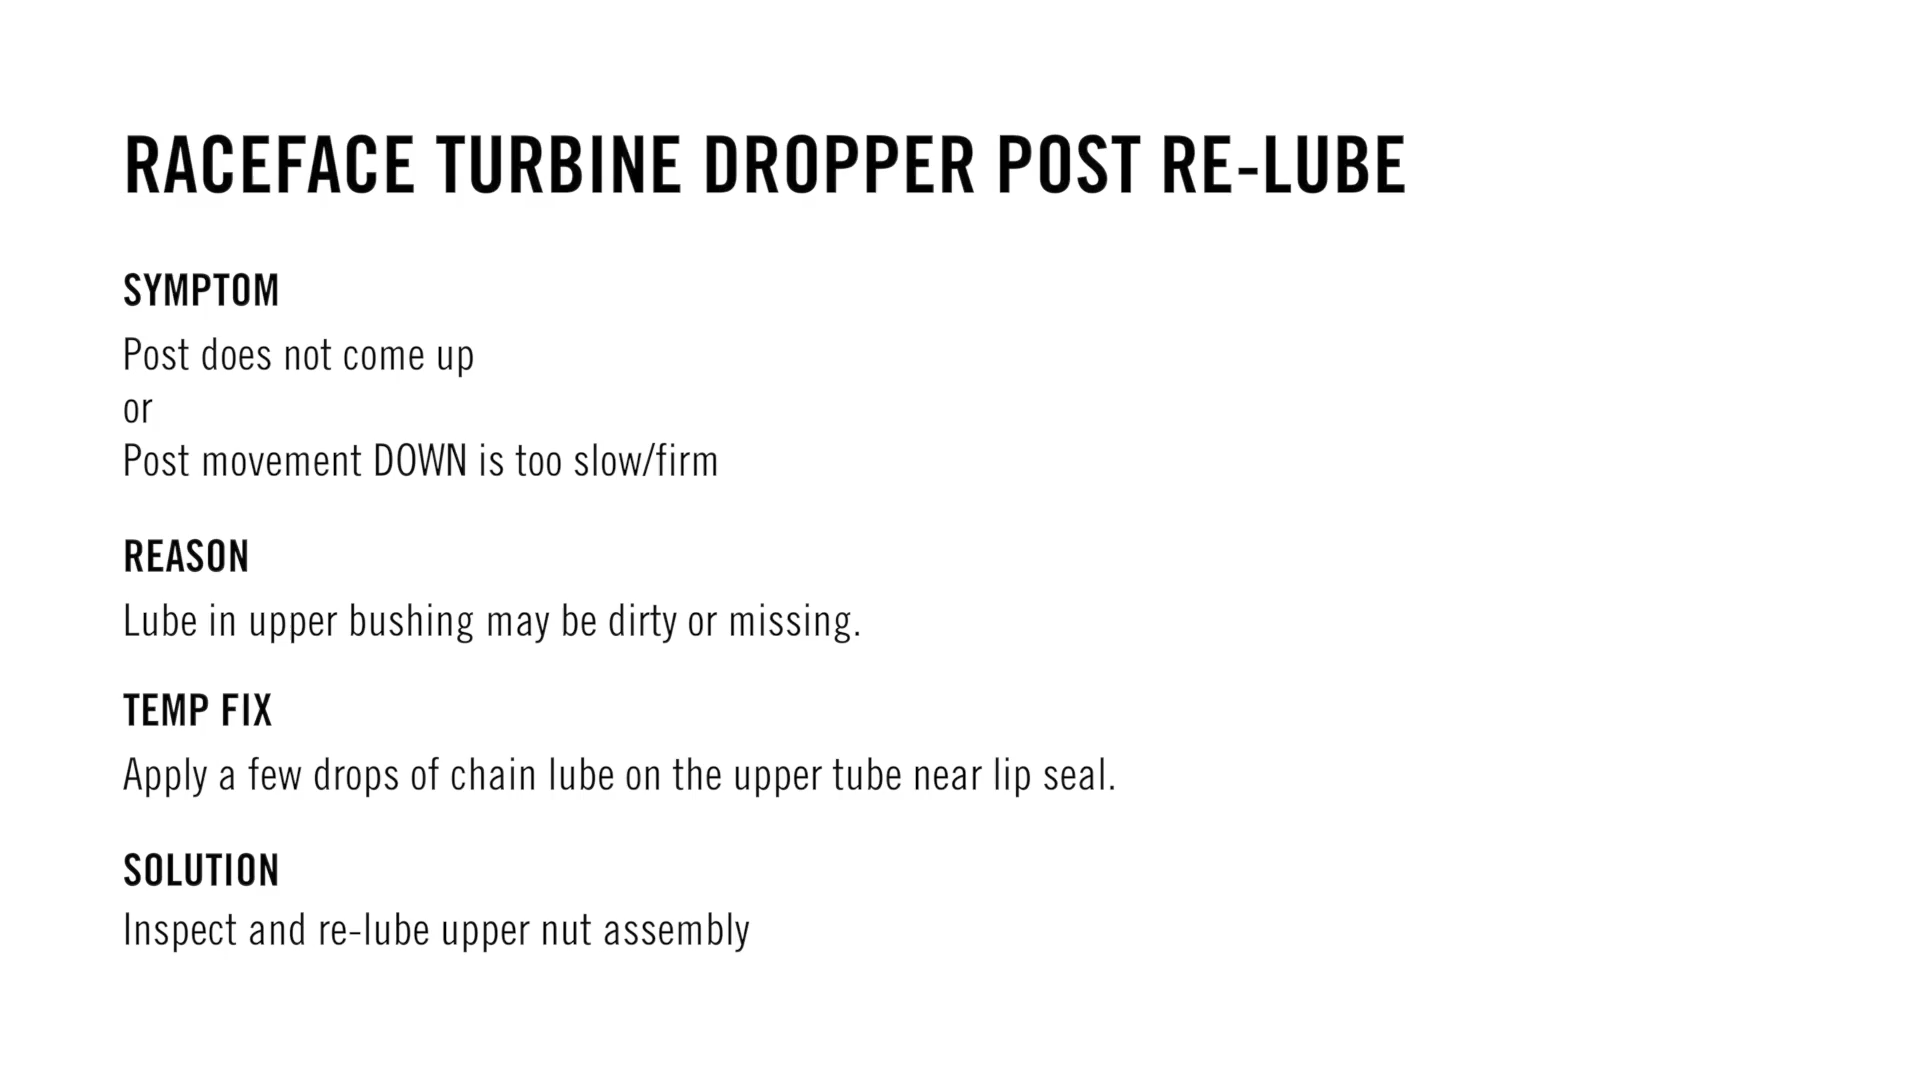 RACEFACE TURBINE DROPPER POST RE-LUBE
SYMPTOM
Post does not come up
or
Post movement DOWN is too slow/firm
REASON
Lube in upper bushing may be dirty or missing.
TEMP FIX
Apply a few drops of chain lube on the upper tube near lip seal.
SOLUTION
Inspect and re-lube upper nut assembly